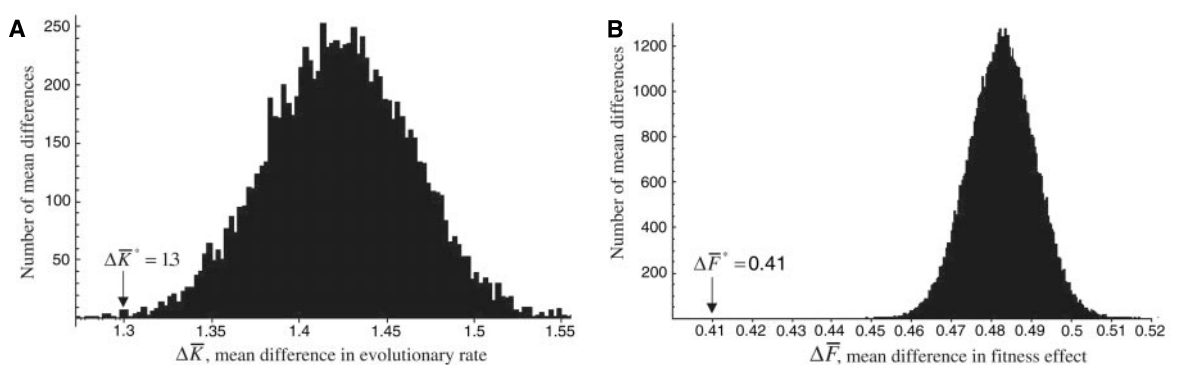 A
250
200
150
100
50
Number of mean differences
ΔK̅* = 13
1.3 1.35 1.4 1.45 1.5 1.55
ΔK̅, mean difference in evolutionary rate
B
1200
1000
800
600
400
200
Number of mean differences
ΔF̅* = 0.41
0.41 0.42 0.43 0.44 0.45 0.46 0.47 0.48 0.49 0.5 0.51 0.52
ΔF̅, mean difference in fitness effect